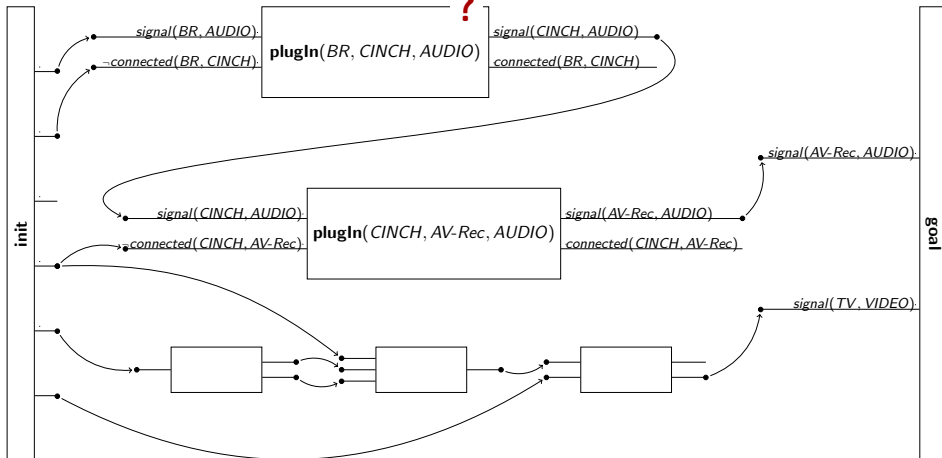 ?
signal(BR, AUDIO)
plugIn(BR, CINCH, AUDIO)
signal(CINCH, AUDIO)
¬connected(BR, CINCH)
connected(BR, CINCH)
signal(AV-Rec, AUDIO)
init
signal(CINCH, AUDIO)
plugIn(CINCH, AV-Rec, AUDIO)
signal(AV-Rec, AUDIO)
¬connected(CINCH, AV-Rec)
connected(CINCH, AV-Rec)
goal
signal(TV, VIDEO)